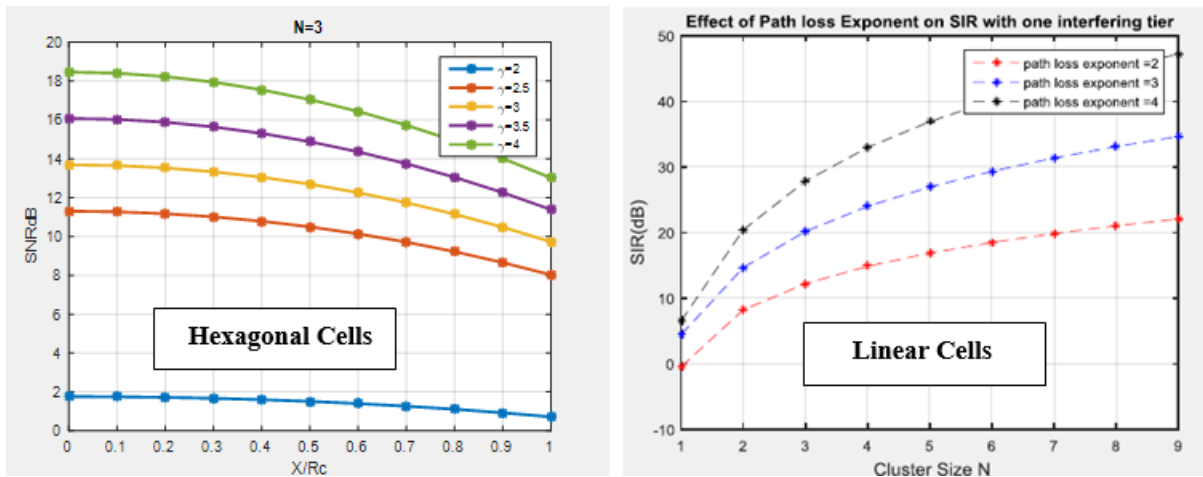 N=3
20
18
16
14
12
10
8
6
4
2
0
SNRdB
γ=2
γ=2.5
γ=3
γ=3.5
γ=4
Hexagonal Cells
0 0.1 0.2 0.3 0.4 0.5 0.6 0.7 0.8 0.9 1
X/Rc
Effect of Path loss Exponent on SIR with one interfering tier
50
40
30
20
10
0
-10
SIR(dB)
path loss exponent =2
path loss exponent =3
path loss exponent =4
Linear Cells
1 2 3 4 5 6 7 8 9
Cluster Size N